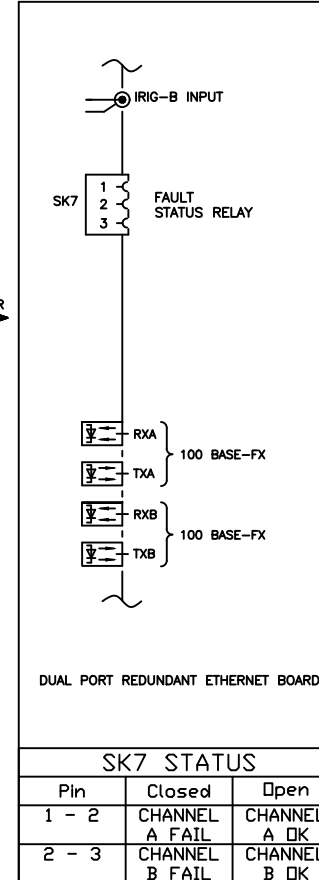 IRIG-B INPUT
SK7
1
2
3
FAULT
STATUS RELAY
R
RXA
TXA
100 BASE-FX
RXB
TXB
100 BASE-FX
DUAL PORT REDUNDANT ETHERNET BOARD
SK7 STATUS
Pin Closed Open
1 - 2 CHANNEL A FAIL CHANNEL A OK
2 - 3 CHANNEL B FAIL CHANNEL B OK